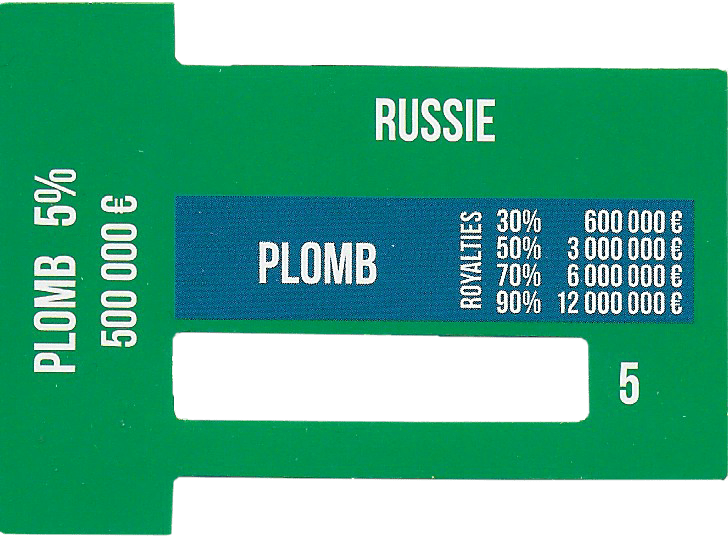 PLOMB 5%
500 000 €
RUSSIE
PLOMB
ROYALTIES
30% 600 000 €
50% 3 000 000 €
70% 6 000 000 €
90% 12 000 000 €
5